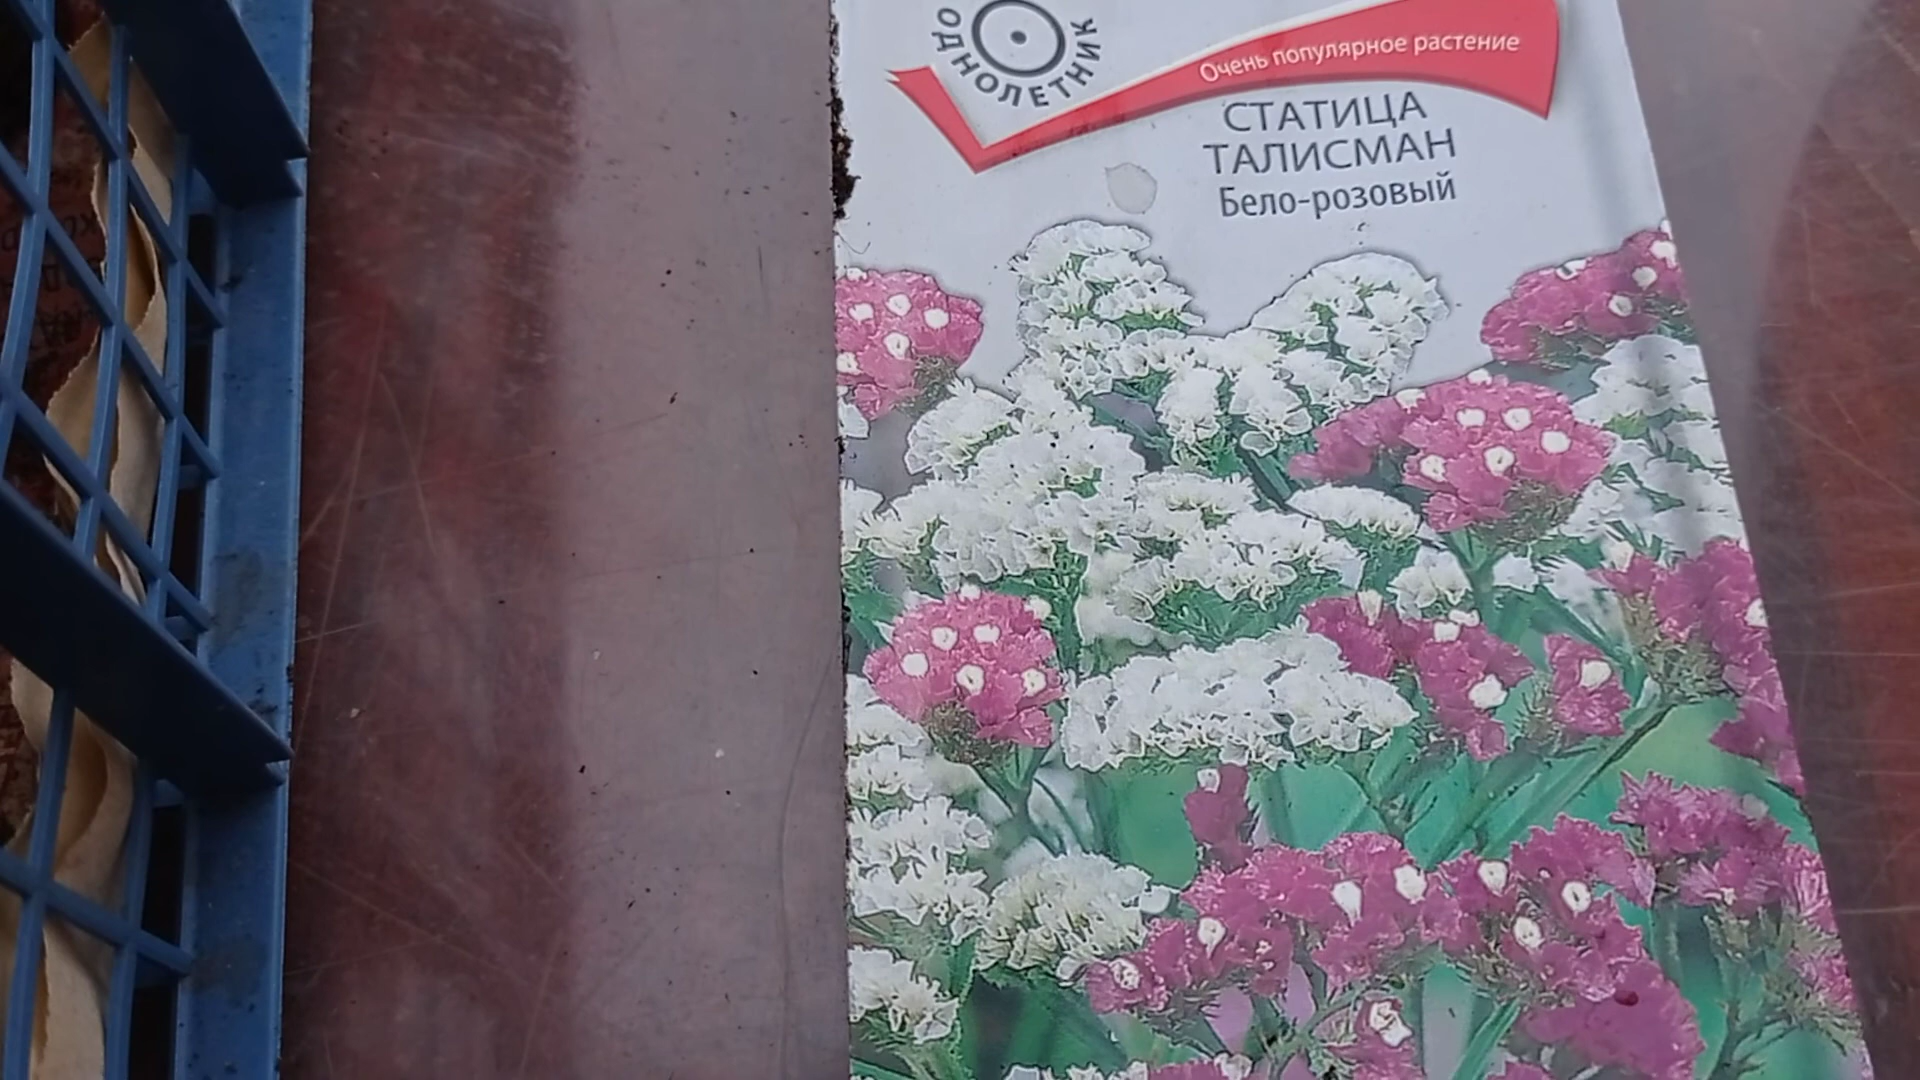 ОДНОЛЕТНИК
Очень популярное растение
СТАТИЦА
ТАЛИСМАН
Бело-розовый